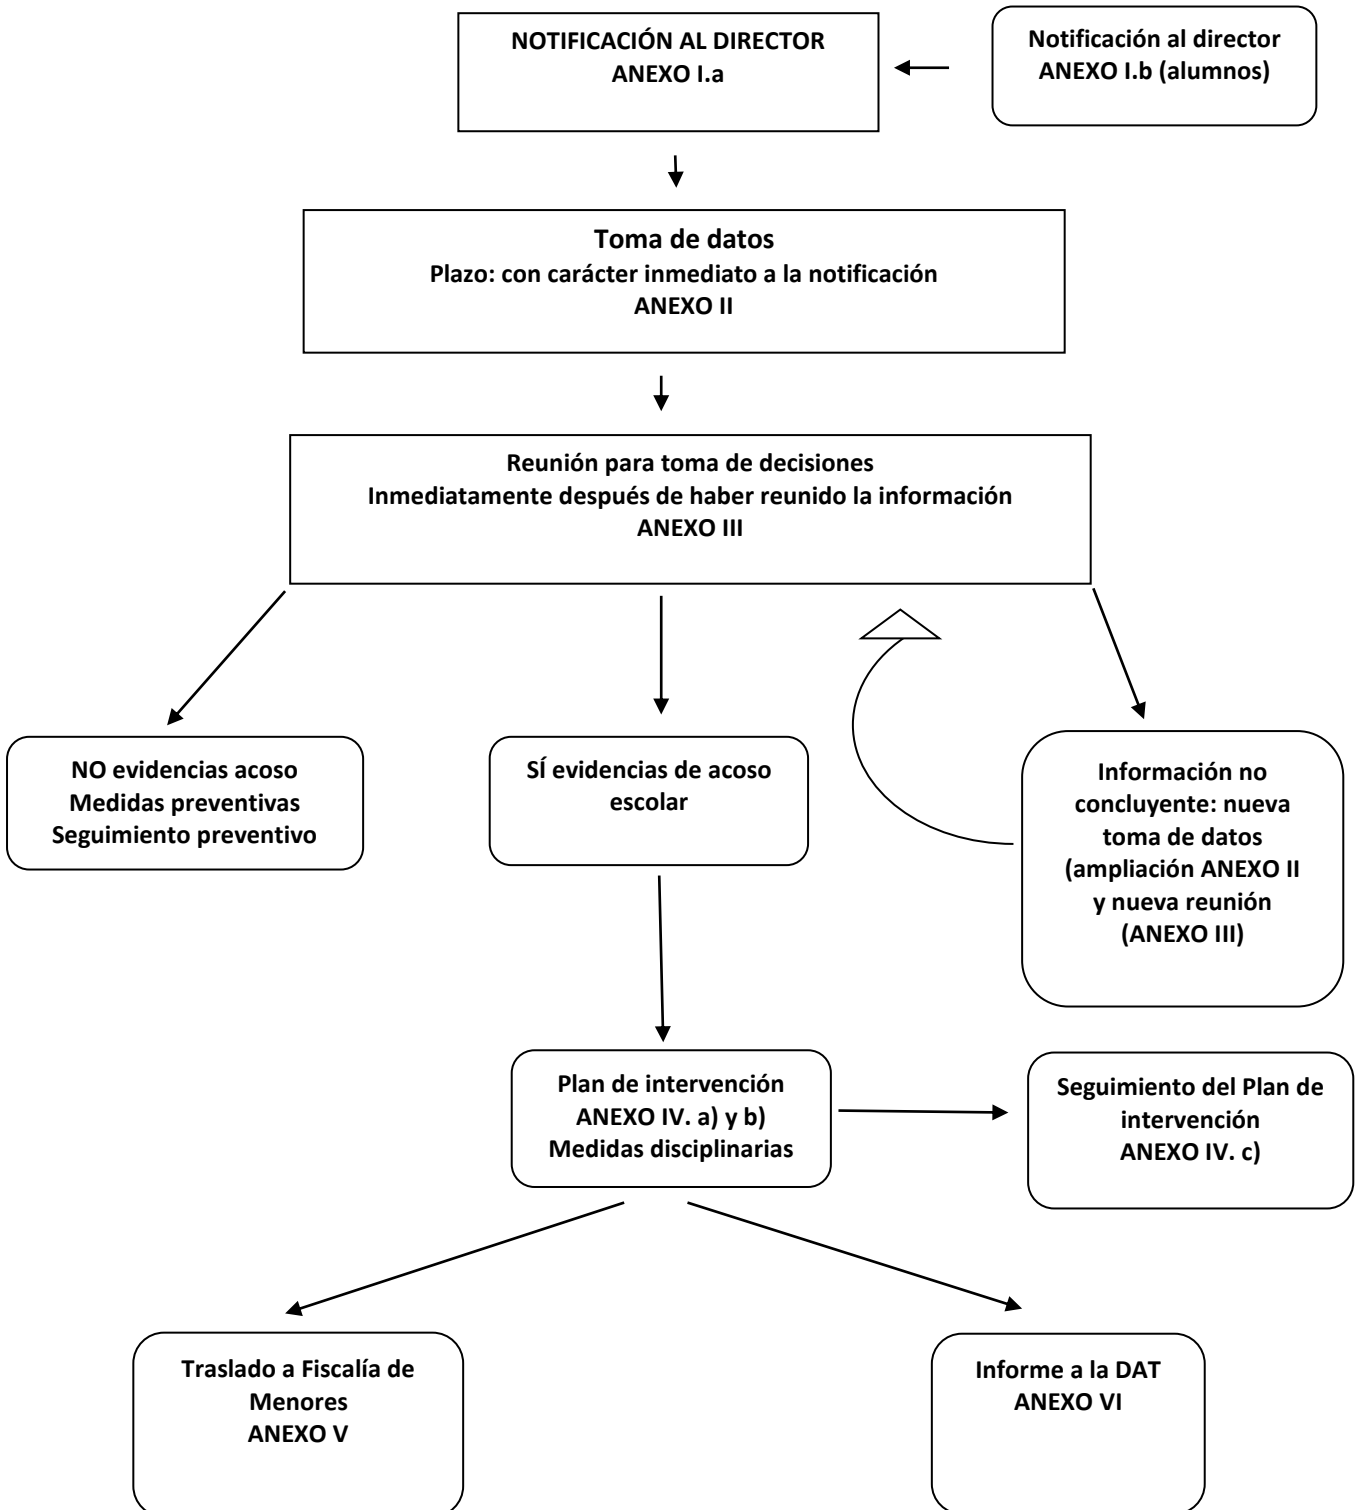 NOTIFICACIÓN AL DIRECTOR
ANEXO I.a
Notificación al director
ANEXO I.b (alumnos)
Toma de datos
Plazo: con carácter inmediato a la notificación
ANEXO II
Reunión para toma de decisiones
Inmediatamente después de haber reunido la información
ANEXO III
NO evidencias acoso
Medidas preventivas
Seguimiento preventivo
SÍ evidencias de acoso
escolar
Información no
concluyente: nueva
toma de datos
(ampliación ANEXO II
y nueva reunión
(ANEXO III)
Plan de intervención
ANEXO IV. a) y b)
Medidas disciplinarias
Seguimiento del Plan de
intervención
ANEXO IV. c)
Traslado a Fiscalía de
Menores
ANEXO V
Informe a la DAT
ANEXO VI